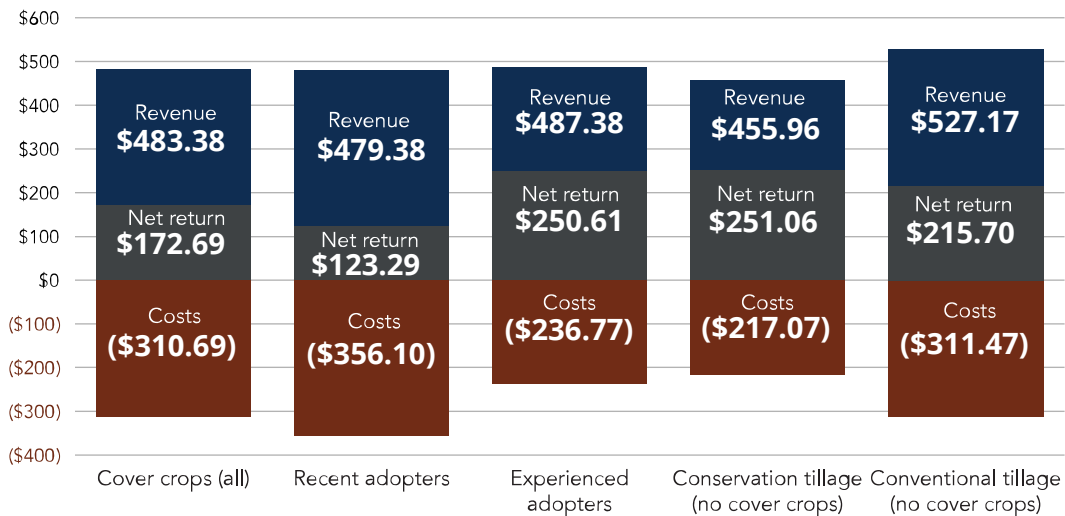 $600
$500
$400
$300
$200
$100
$0
($100)
($200)
($300)
($400)
Revenue
$483.38
Net return
$172.69
Costs
($310.69)
Revenue
$479.38
Net return
$123.29
Costs
($356.10)
Revenue
$487.38
Net return
$250.61
Costs
($236.77)
Revenue
$455.96
Net return
$251.06
Costs
($217.07)
Revenue
$527.17
Net return
$215.70
Costs
($311.47)
Cover crops (all)
Recent adopters
Experienced
adopters
Conservation tillage
(no cover crops)
Conventional tillage
(no cover crops)